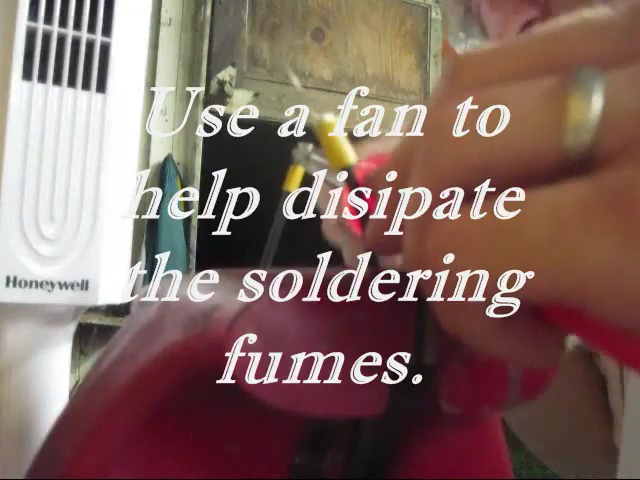 Use a fan to
help disipate
the soldering
fumes.
Honeywell